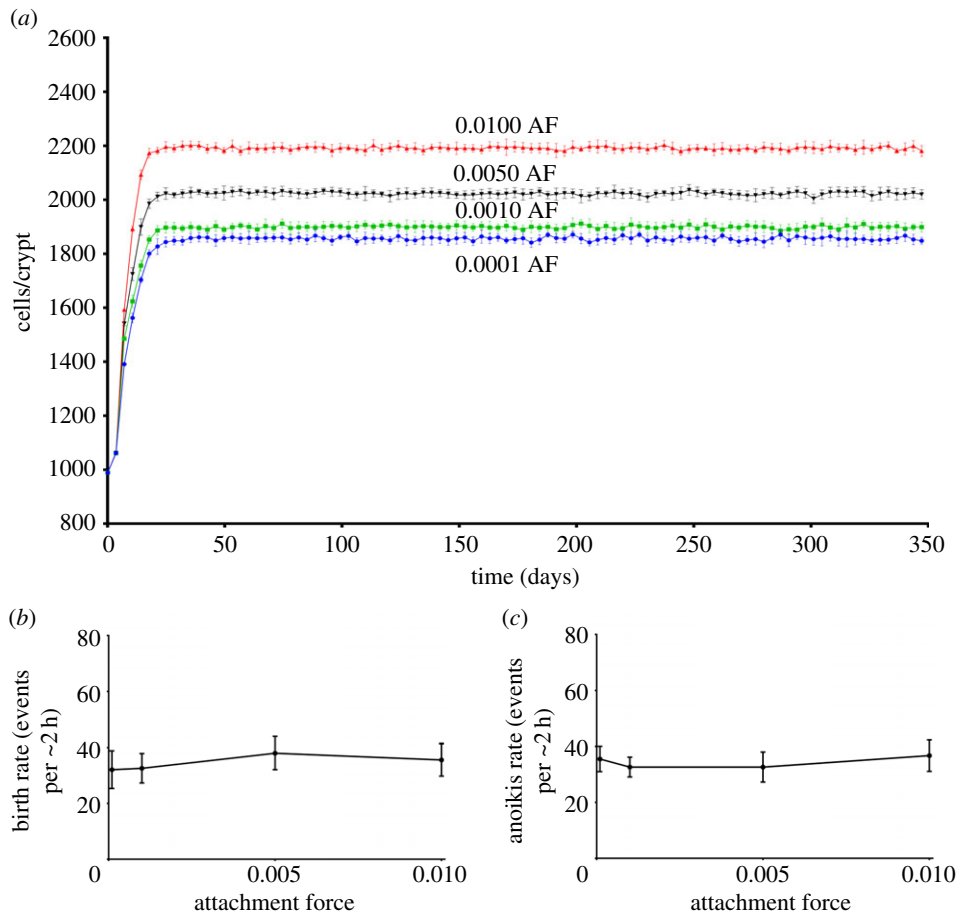 (a)
2600
2400
2200
2000
1800
1600
1400
1200
1000
800
cells/crypt
0.0100 AF
0.0050 AF
0.0010 AF
0.0001 AF
0 50 100 150 200 250 300 350
time (days)
(b)
80
60
40
20
0
birth rate (events
per ~2 h)
0.005 0.010
attachment force
(c)
80
60
40
20
0
anoikis rate (events
per ~2 h)
0.005 0.010
attachment force